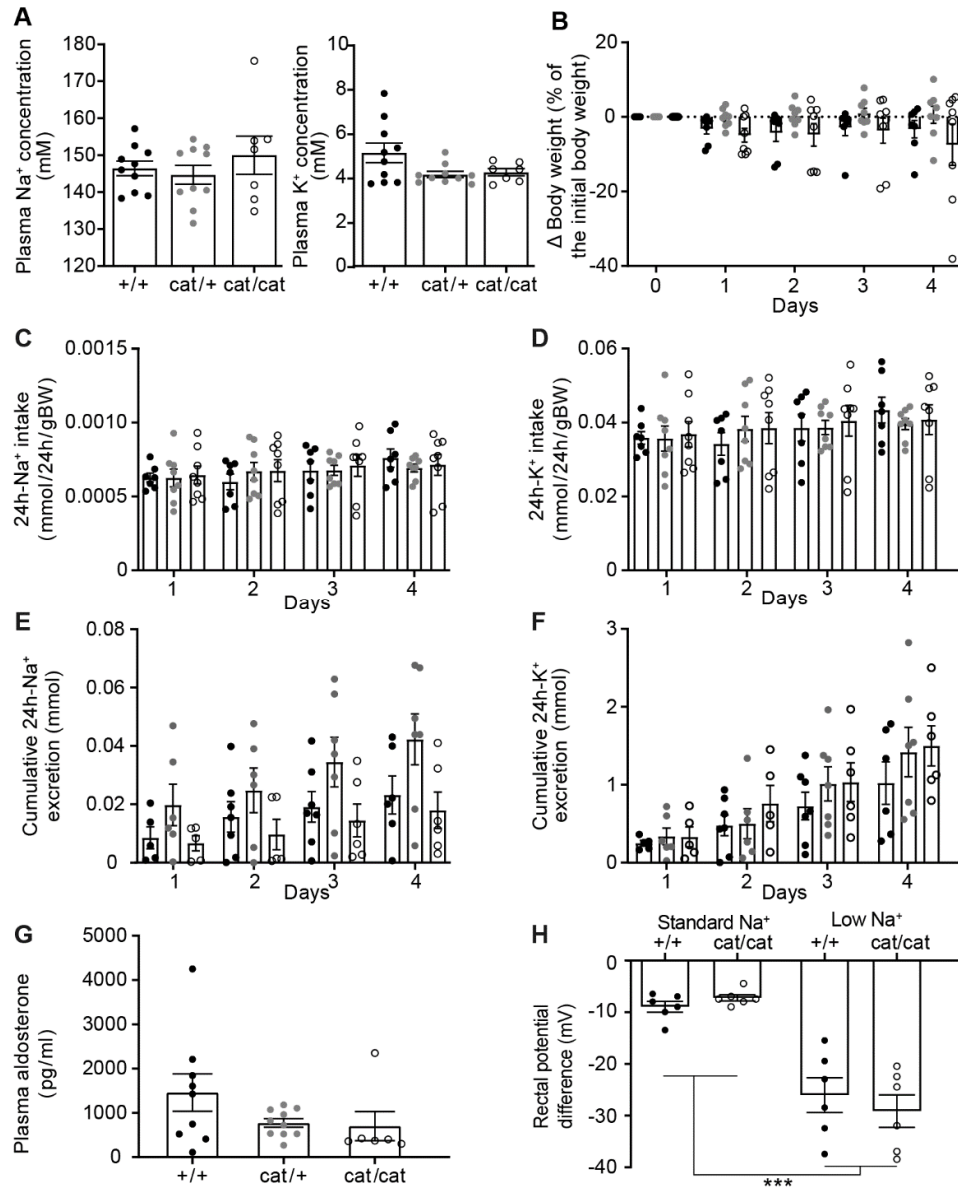 A
Plasma Na⁺ concentration
(mM)
180
170
160
150
140
130
120
+/+
cat/+
cat/cat
Plasma K⁺ concentration
(mM)
10
8
6
4
2
0
+/+
cat/+
cat/cat
B
Δ Body weight (% of
the initial body weight)
20
0
-20
-40
0
1
2
3
4
Days
C
24h-Na⁺ intake
(mmol/24h/gBW)
0.0015
0.0010
0.0005
0
1
2
3
4
Days
D
24h-K⁺ intake
(mmol/24h/gBW)
0.06
0.04
0.02
0
1
2
3
4
Days
E
Cumulative 24h-Na⁺
excretion (mmol)
0.08
0.06
0.04
0.02
0
1
2
3
4
Days
F
Cumulative 24h-K⁺
excretion (mmol)
3
2
1
0
1
2
3
4
Days
G
Plasma aldosterone
(pg/ml)
5000
4000
3000
2000
1000
0
+/+
cat/+
cat/cat
H
Standard Na⁺
Low Na⁺
+/+
cat/cat
+/+
cat/cat
Rectal potential
difference (mV)
0
-10
-20
-30
-40
***